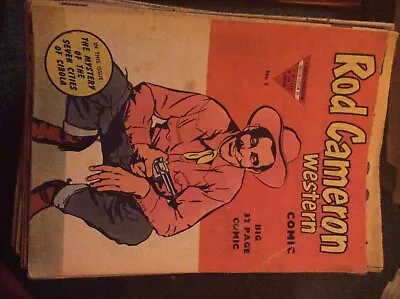 Rod Cameron
western
No. 3
IN THIS ISSUE
THE MYSTERY
OF THE
SEVEN CITIES
OF CIBOLA
COMIC
BIG
32 PAGE
COMIC